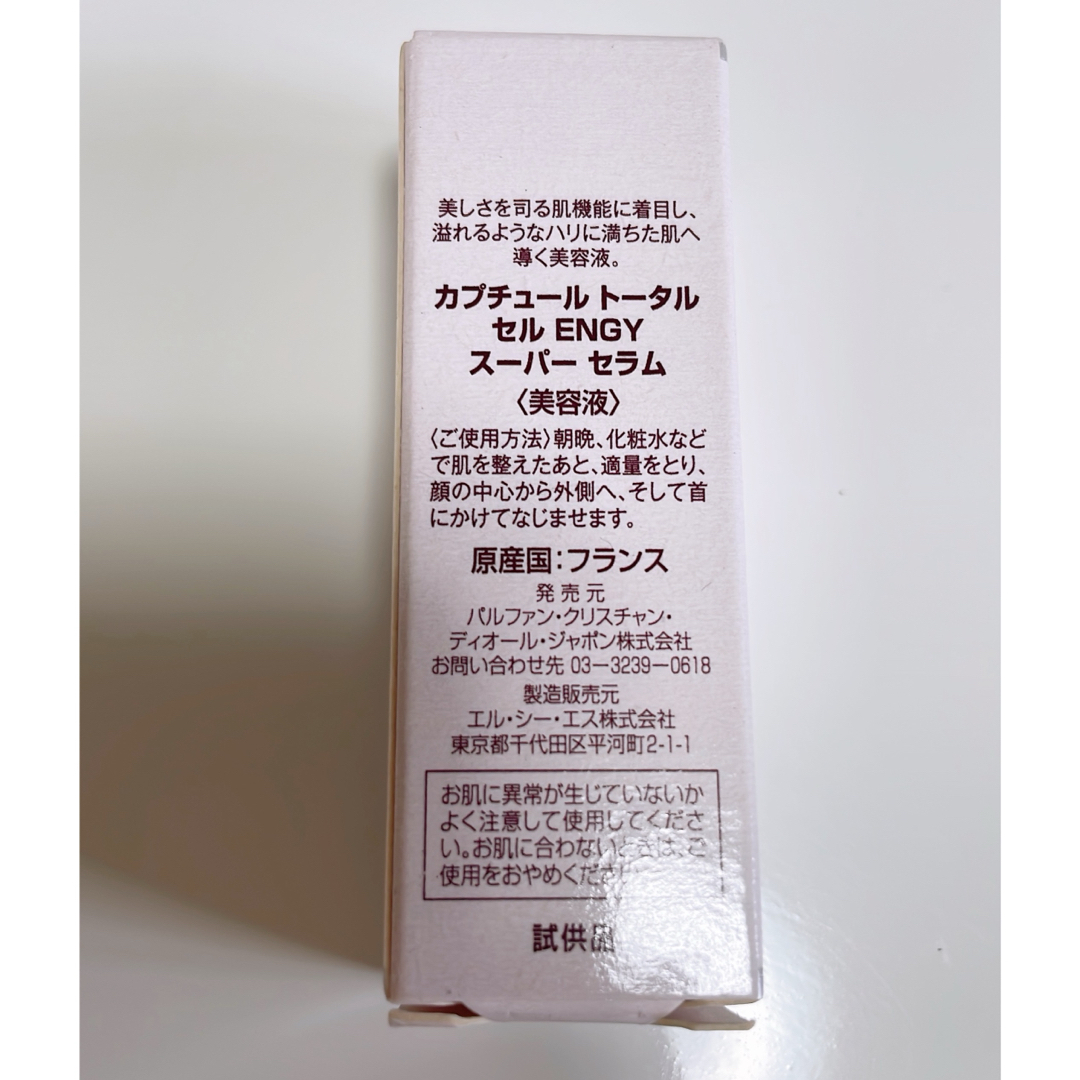 美しさを司る肌機能に着目し、
溢れるようなハリに満ちた肌へ
導く美容液。
カプチュール トータル
セル ENGY
スーパー セラム
〈美容液〉
〈ご使用方法〉朝晩、化粧水など
で肌を整えたあと、適量をとり、
顔の中心から外側へ、そして首
にかけてなじませます。
原産国：フランス
発売元
パルファン・クリスチャン・
ディオール・ジャポン株式会社
お問い合わせ先 03－3239－0618
製造販売元
エル・シー・エス株式会社
東京都千代田区平河町2-1-1
お肌に異常が生じていないか
よく注意して使用してくださ
い。お肌に合わないときは、ご
使用をおやめください
試供品